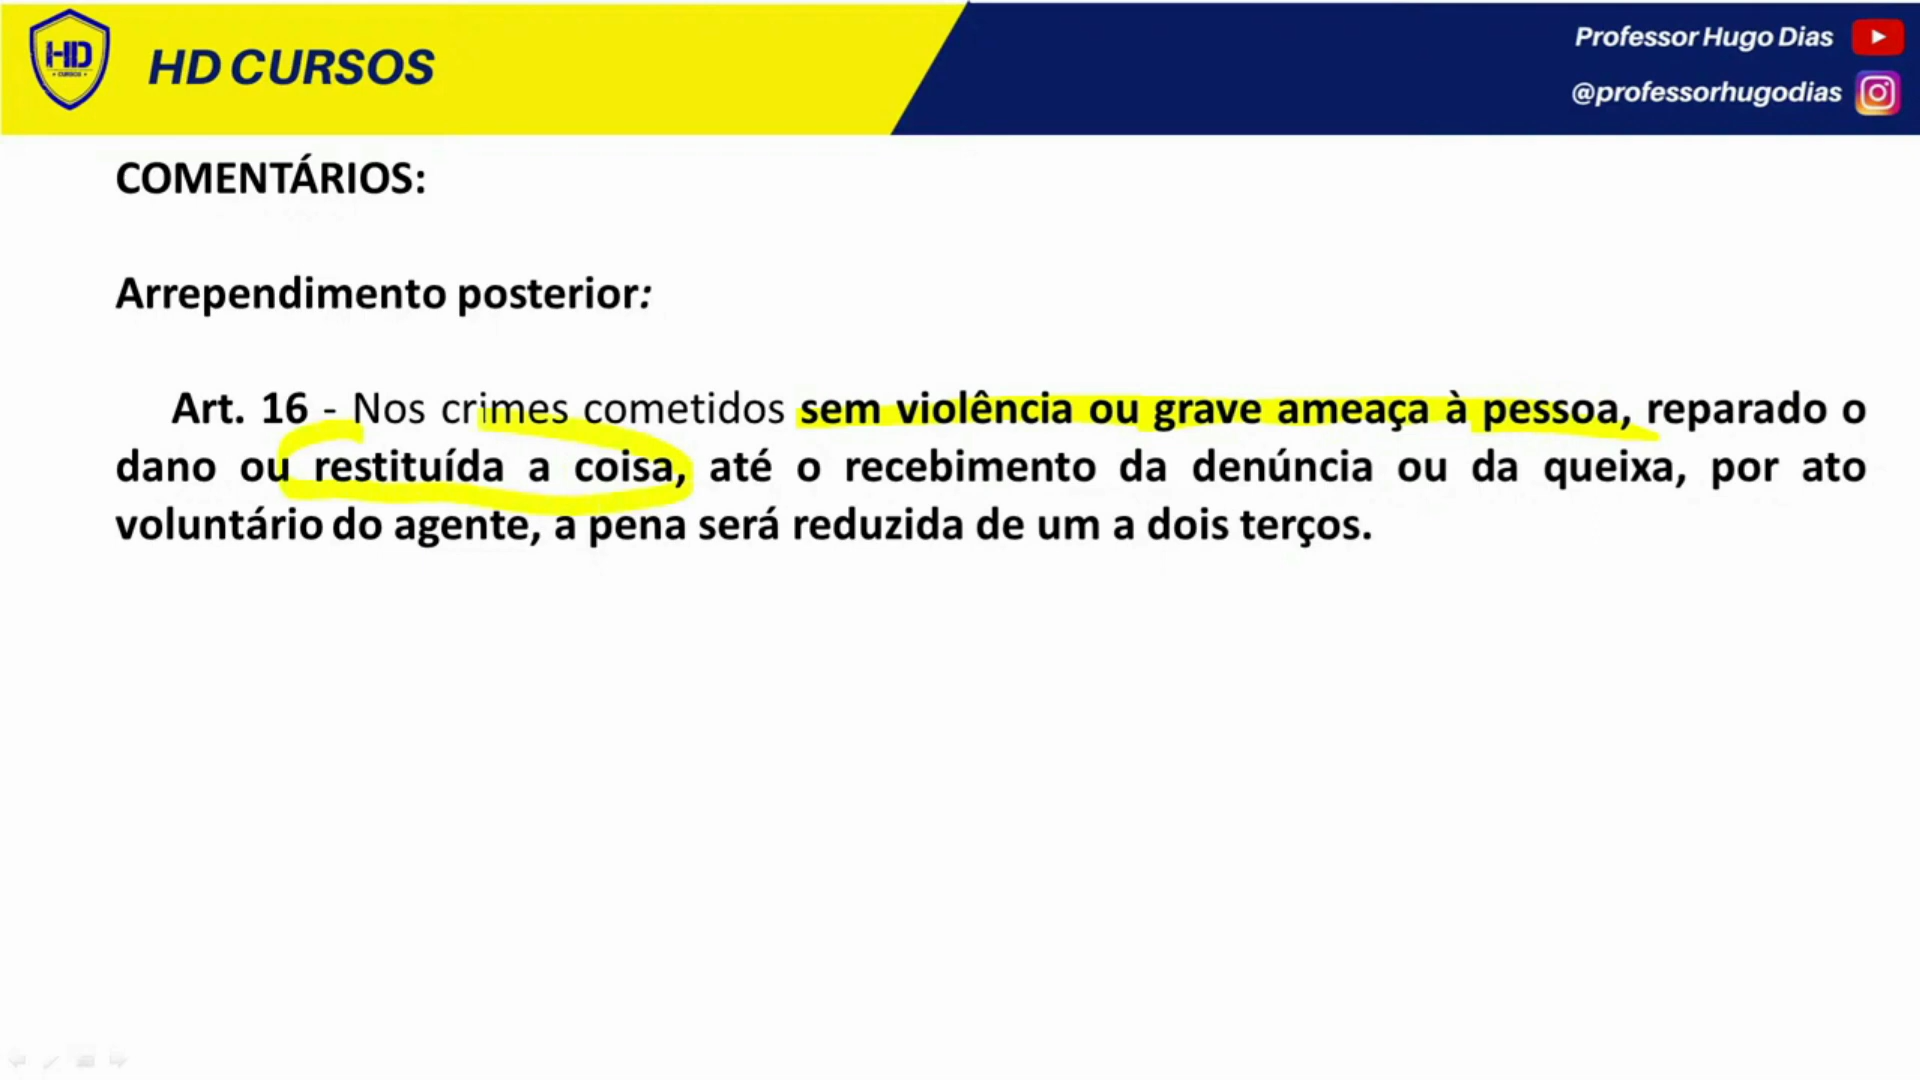 HD
CURSOS
HD CURSOS
Professor Hugo Dias
@professorhugodias
COMENTÁRIOS:
Arrependimento posterior:
Art. 16 - Nos crimes cometidos sem violência ou grave ameaça à pessoa, reparado o
dano ou restituída a coisa, até o recebimento da denúncia ou da queixa, por ato
voluntário do agente, a pena será reduzida de um a dois terços.